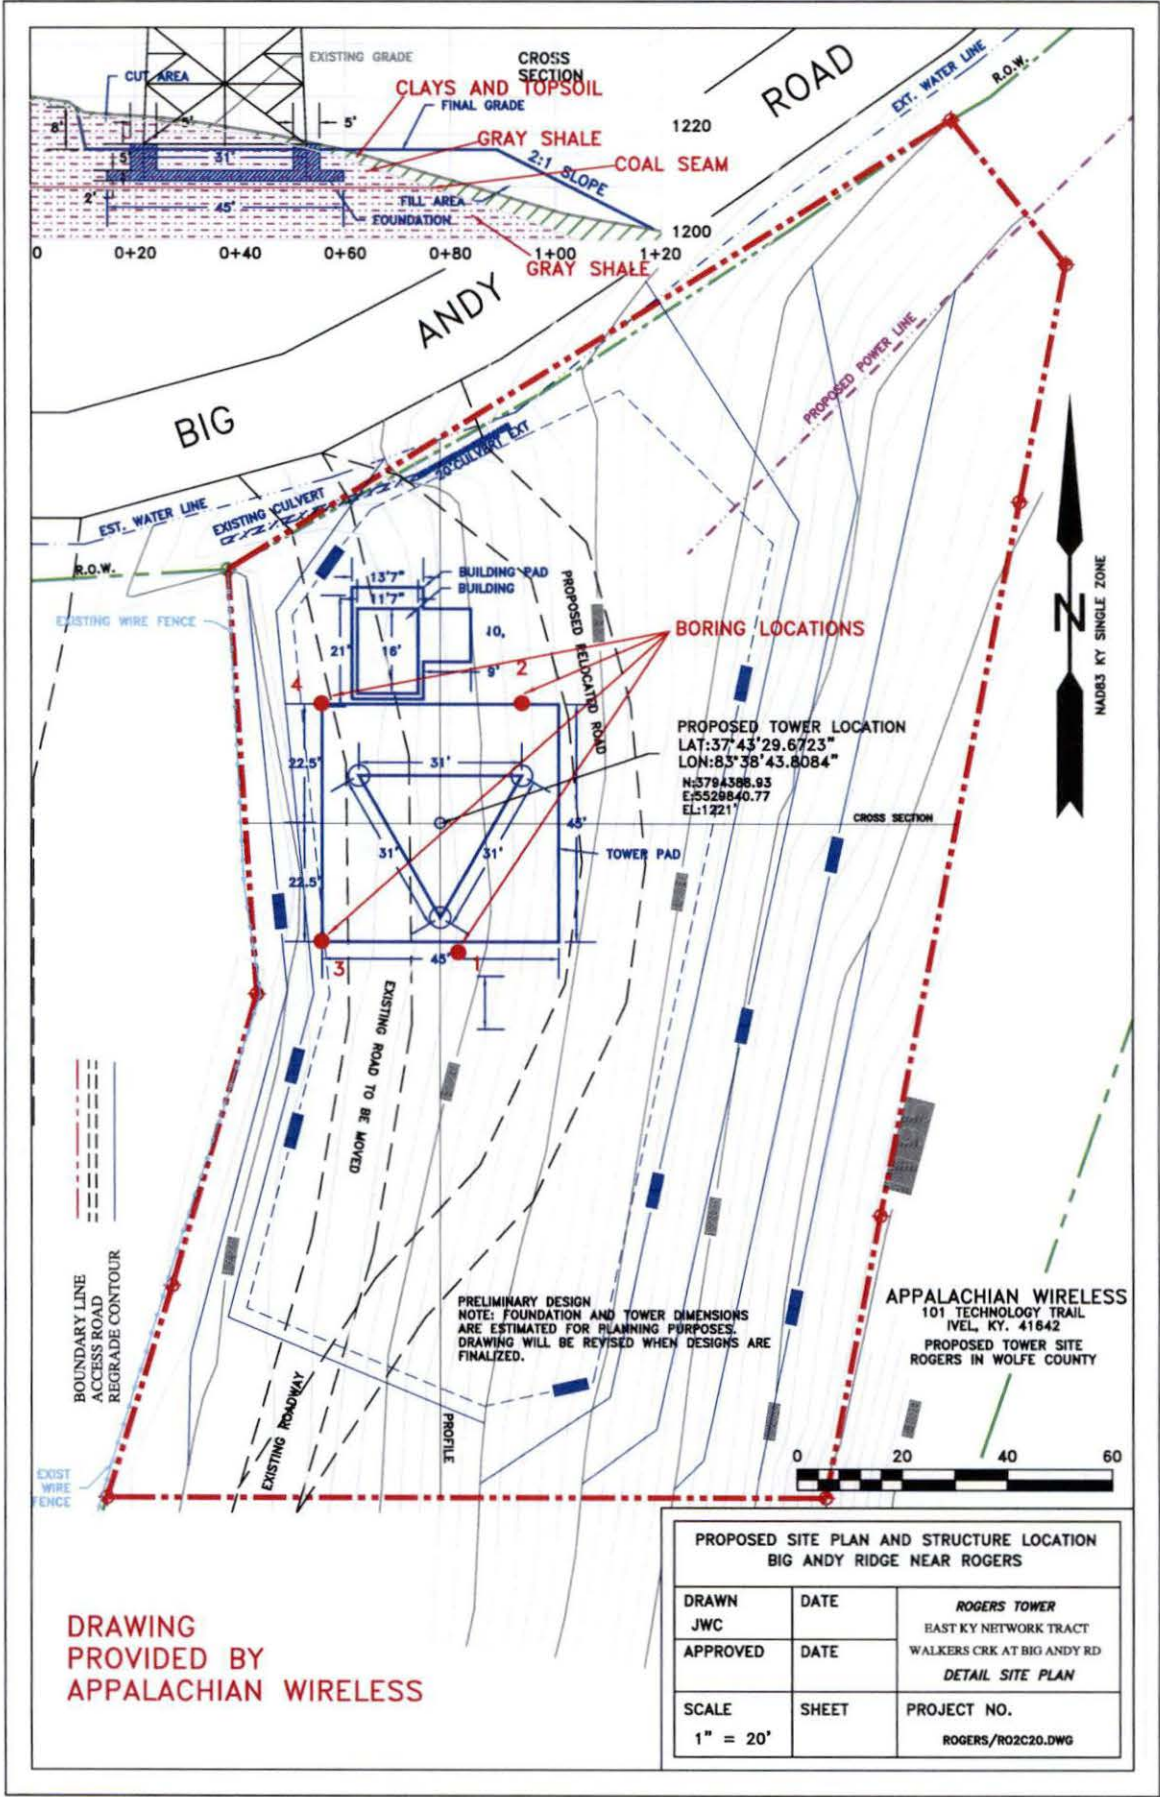 EXISTING GRADE
CROSS
SECTION
CUT AREA
CLAYS AND TOPSOIL
FINAL GRADE
8'
5'
5'
GRAY SHALE
1220
5'
31'
2:1 SLOPE
COAL SEAM
2'
45'
FILL AREA
FOUNDATION
1200
0
0+20
0+40
0+60
0+80
1+00
1+20
GRAY SHALE
BIG
ANDY
ROAD
EXT. WATER LINE
R.O.W.
PROPOSED POWER LINE
20' CULVERT EXT
EXISTING CULVERT
EST. WATER LINE
R.O.W.
EXISTING WIRE FENCE
13'7"
11'7"
BUILDING PAD
BUILDING
21'
16'
9'
PROPOSED RELOCATED ROAD
BORING LOCATIONS
N
NAD83 KY SINGLE ZONE
4
2
PROPOSED TOWER LOCATION
LAT:37°43'29.6723"
LON:83°38'43.8084"
N:3794388.93
E:5529840.77
EL:1221'
22.5'
31'
45'
CROSS SECTION
31'
31'
TOWER PAD
22.5'
3
45'
1
EXISTING ROAD TO BE MOVED
BOUNDARY LINE
ACCESS ROAD
REGRADE CONTOUR
PRELIMINARY DESIGN
NOTE: FOUNDATION AND TOWER DIMENSIONS
ARE ESTIMATED FOR PLANNING PURPOSES.
DRAWING WILL BE REVISED WHEN DESIGNS ARE
FINALIZED.
APPALACHIAN WIRELESS
101 TECHNOLOGY TRAIL
IVEL, KY. 41642
PROPOSED TOWER SITE
ROGERS IN WOLFE COUNTY
EXISTING ROADWAY
PROFILE
EXIST
WIRE
FENCE
0 20 40 60
PROPOSED SITE PLAN AND STRUCTURE LOCATION
BIG ANDY RIDGE NEAR ROGERS
DRAWN
JWC
DATE
ROGERS TOWER
EAST KY NETWORK TRACT
WALKERS CRK AT BIG ANDY RD
DETAIL SITE PLAN
APPROVED
DATE
SCALE
1" = 20'
SHEET
PROJECT NO.
ROGERS/RO2C20.DWG
DRAWING
PROVIDED BY
APPALACHIAN WIRELESS